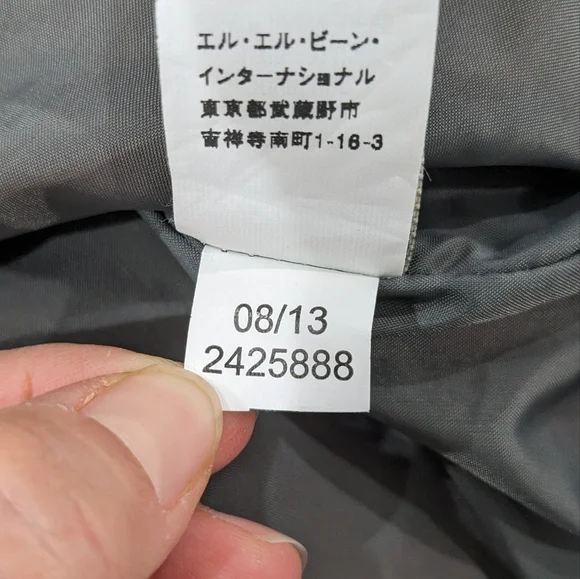 エル・エル・ビーン・
インターナショナル
東京都武蔵野市
吉祥寺南町1-16-3
08/13
2425888